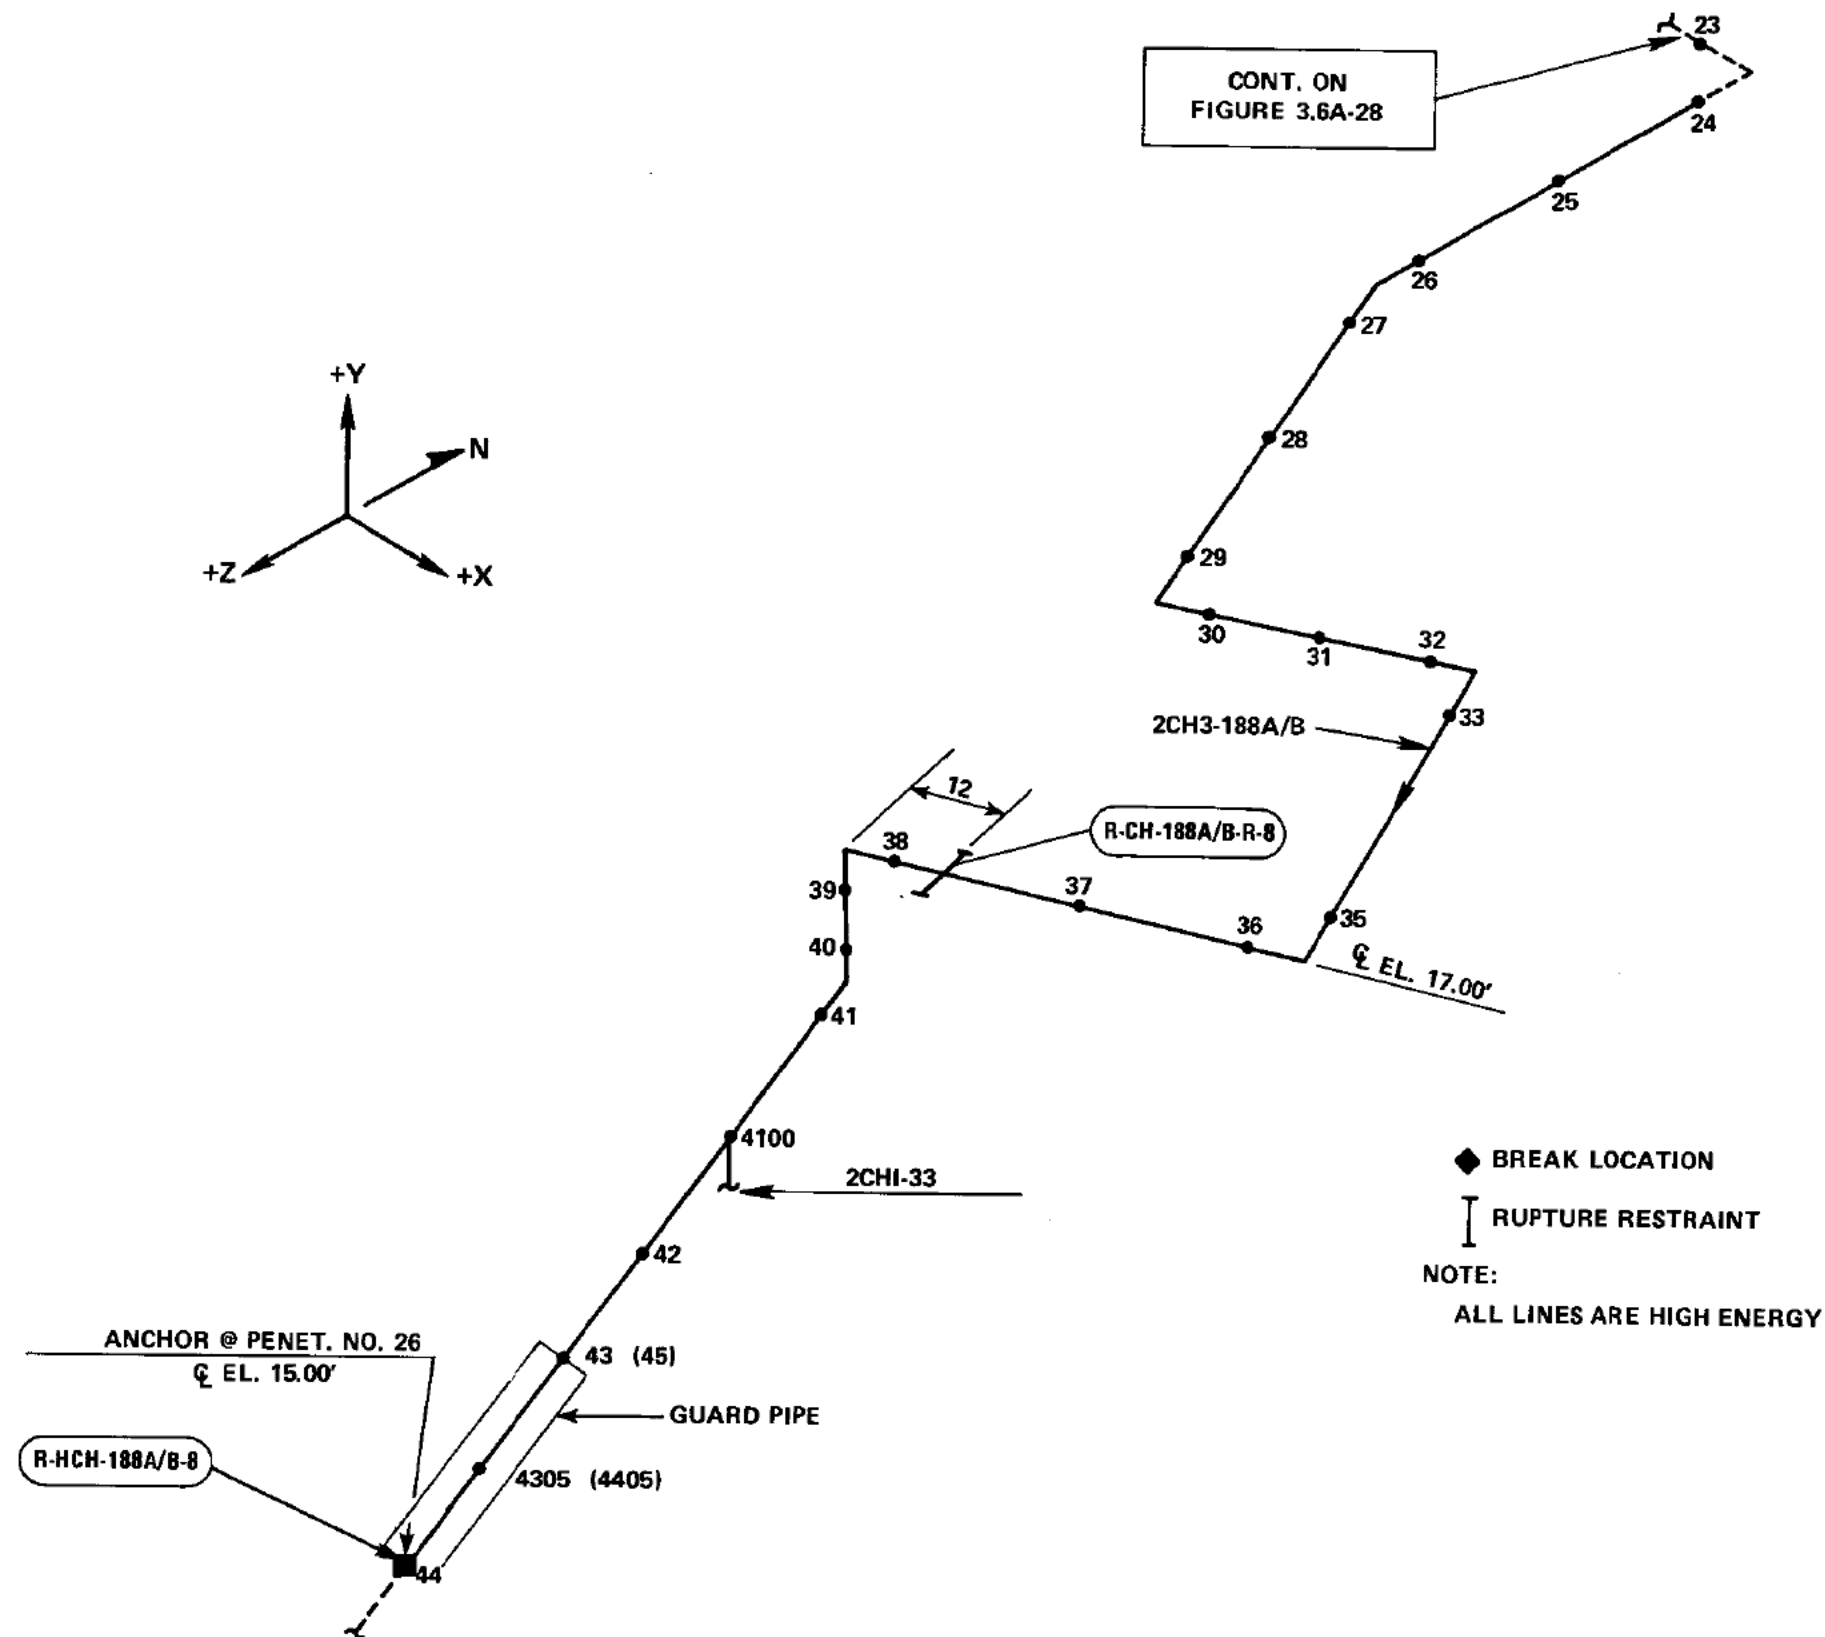 23
CONT. ON
FIGURE 3.6A-28
24
25
26
27
28
29
30
31
32
33
2CH3-188A/B
12
R-CH-188A/B-R-8
38
39
37
36
35
℄ EL. 17.00′
40
41
4100
2CHI-33
42
+Y
N
+Z
+X
BREAK LOCATION
RUPTURE RESTRAINT
NOTE:
ALL LINES ARE HIGH ENERGY
ANCHOR @ PENET. NO. 26
℄ EL. 15.00′
43 (45)
GUARD PIPE
R-HCH-188A/B-8
4305 (4405)
44